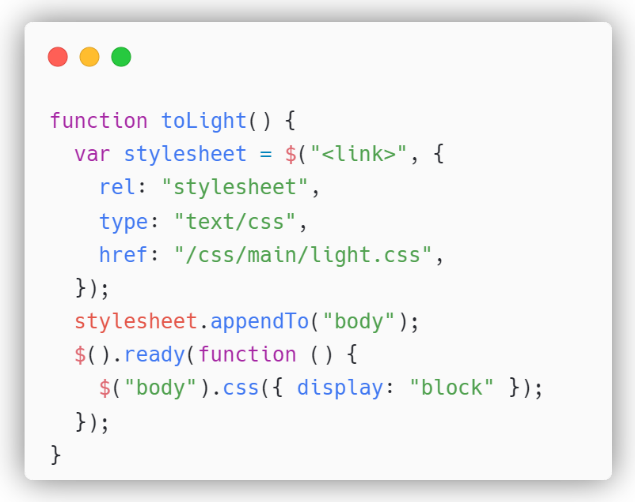 function toLight() {
  var stylesheet = $("<link>", {
    rel: "stylesheet",
    type: "text/css",
    href: "/css/main/light.css",
  });
  stylesheet.appendTo("body");
  $().ready(function () {
    $("body").css({ display: "block" });
  });
}